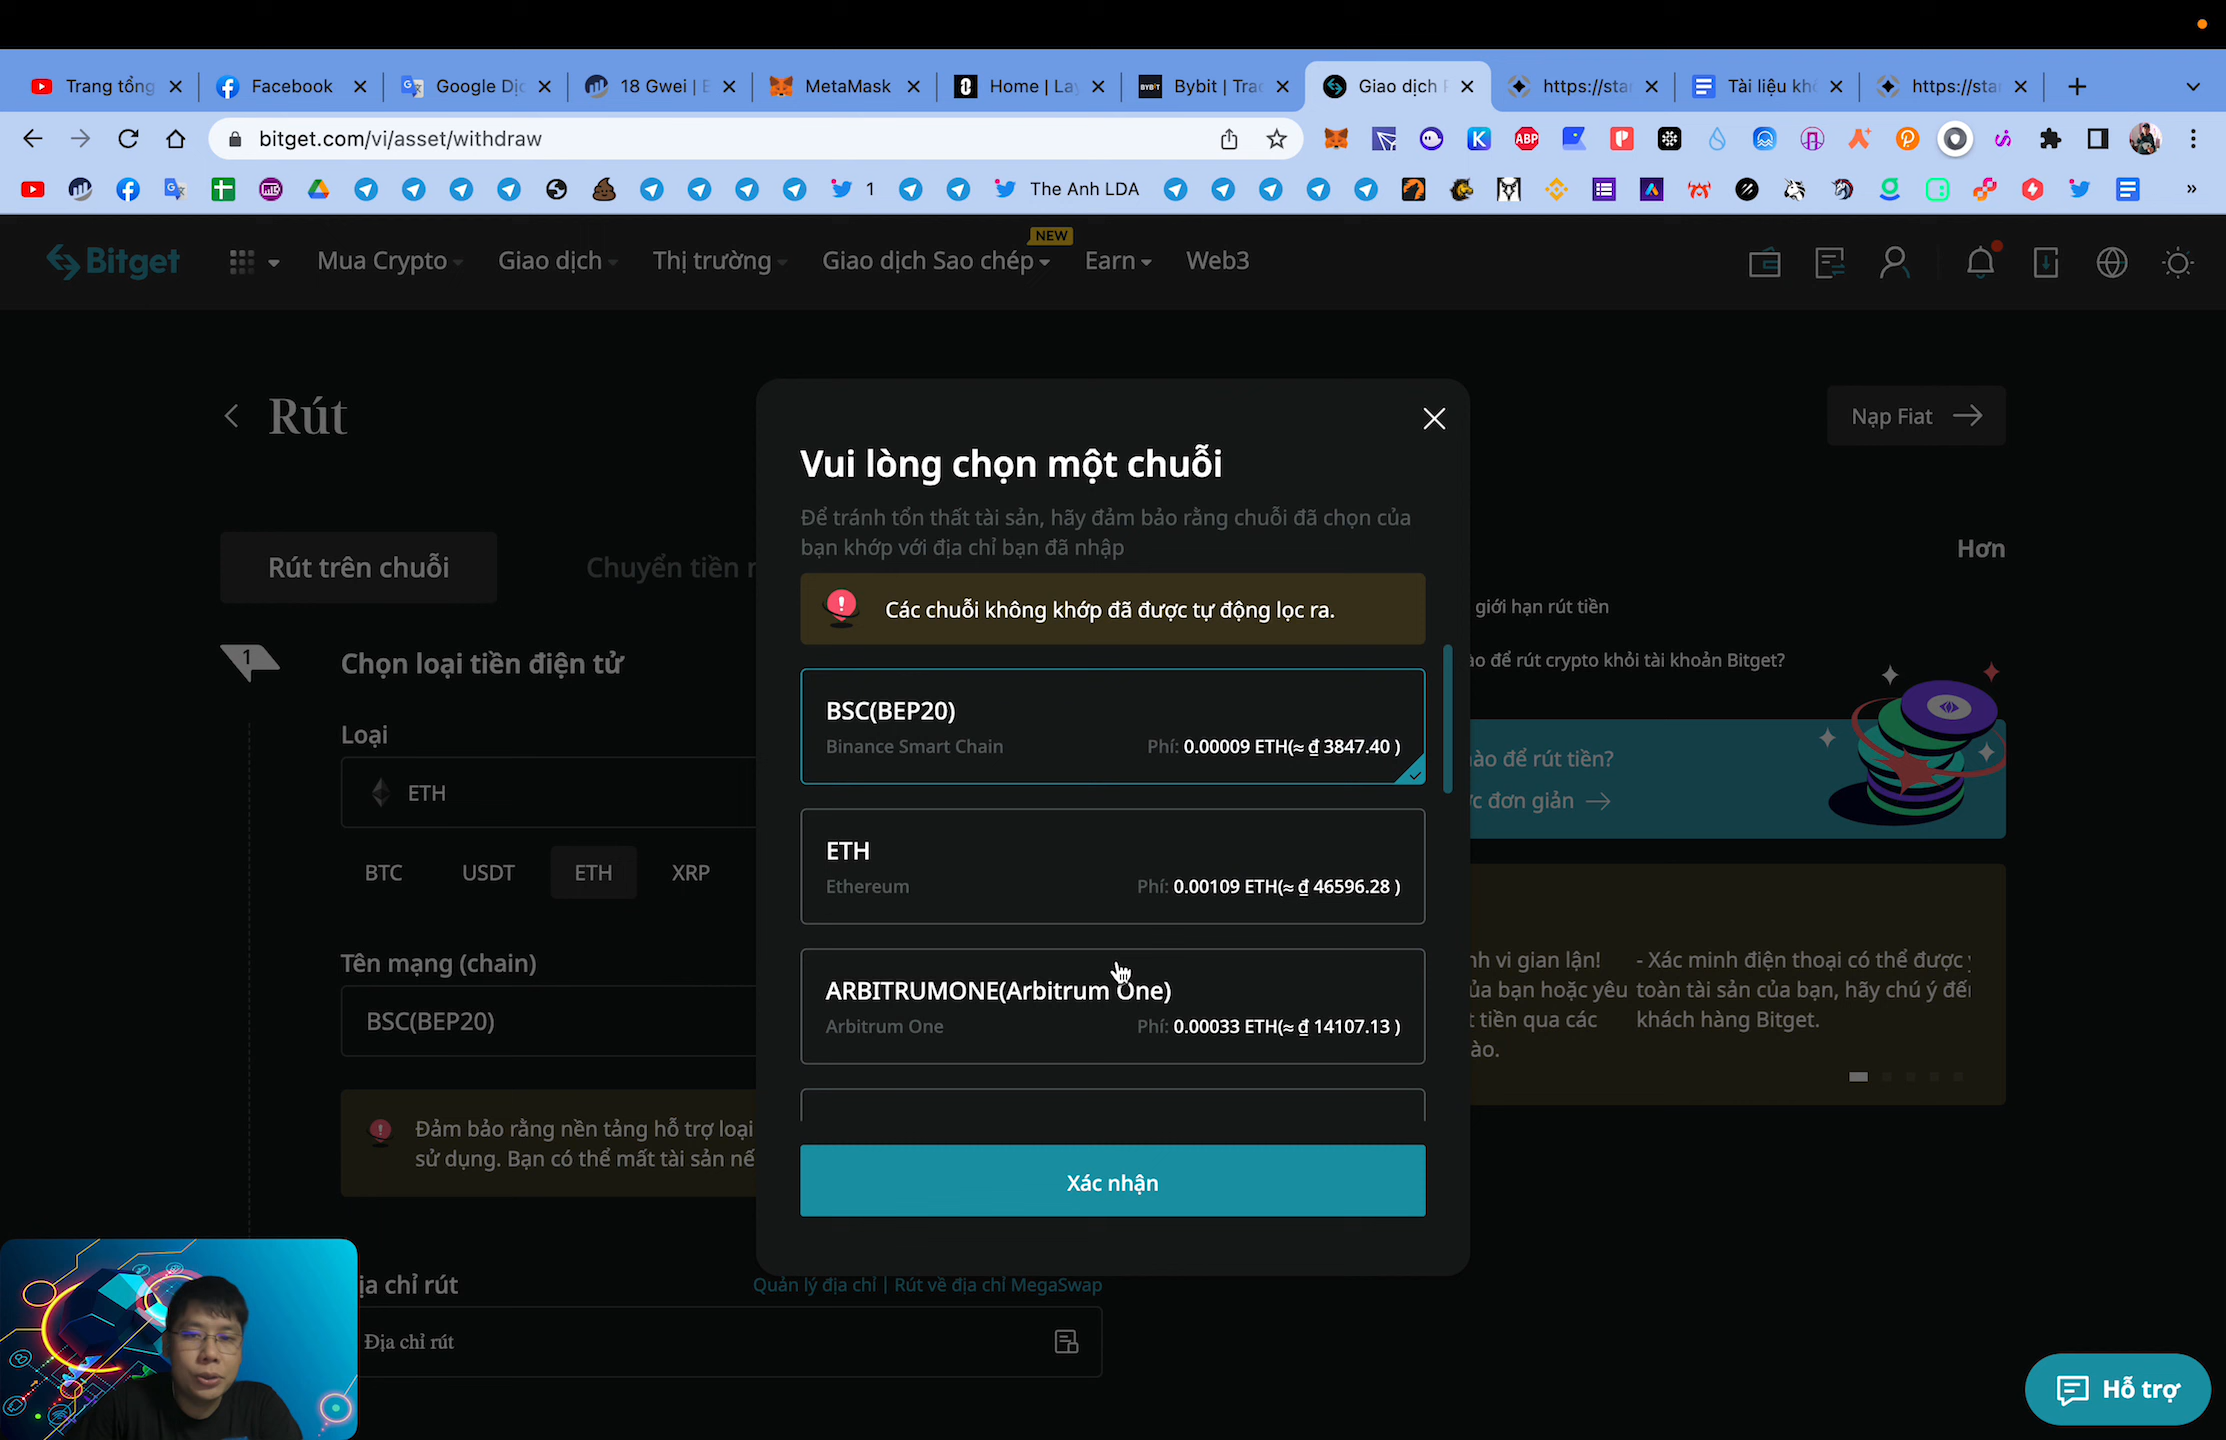 Trang tổng
Facebook
Google Dịc
18 Gwei | E
MetaMask
Home | Lay
Bybit | Trac
Giao dịch P
https://star
Tài liệu khó
https://star
bitget.com/vi/asset/withdraw
ABP
1
The Anh LDA
Bitget
Mua Crypto
Giao dịch
Thị trường
Giao dịch Sao chép
NEW
Earn
Web3
Rút
Nạp Fiat
Rút trên chuỗi
Chuyển tiền n
Hơn
1
Chọn loại tiền điện tử
Loại
ETH
BTC
USDT
ETH
XRP
Tên mạng (chain)
BSC(BEP20)
Đảm bảo rằng nền tảng hỗ trợ loại
sử dụng. Bạn có thể mất tài sản nế
Vui lòng chọn một chuỗi
Để tránh tổn thất tài sản, hãy đảm bảo rằng chuỗi đã chọn của
bạn khớp với địa chỉ bạn đã nhập
Các chuỗi không khớp đã được tự động lọc ra.
BSC(BEP20)
Binance Smart Chain
Phí: 0.00009 ETH(≈ ₫ 3847.40 )
ETH
Ethereum
Phí: 0.00109 ETH(≈ ₫ 46596.28 )
ARBITRUMONE(Arbitrum One)
Arbitrum One
Phí: 0.00033 ETH(≈ ₫ 14107.13 )
Xác nhận
giới hạn rút tiền
ào để rút crypto khỏi tài khoản Bitget?
ào để rút tiền?
c đơn giản
nh vi gian lận!
ủa bạn hoặc yêu
t tiền qua các
ào.
- Xác minh điện thoại có thể được y
toàn tài sản của bạn, hãy chú ý đế
khách hàng Bitget.
ịa chỉ rút
Quản lý địa chỉ | Rút về địa chỉ MegaSwap
Địa chỉ rút
Hỗ trợ